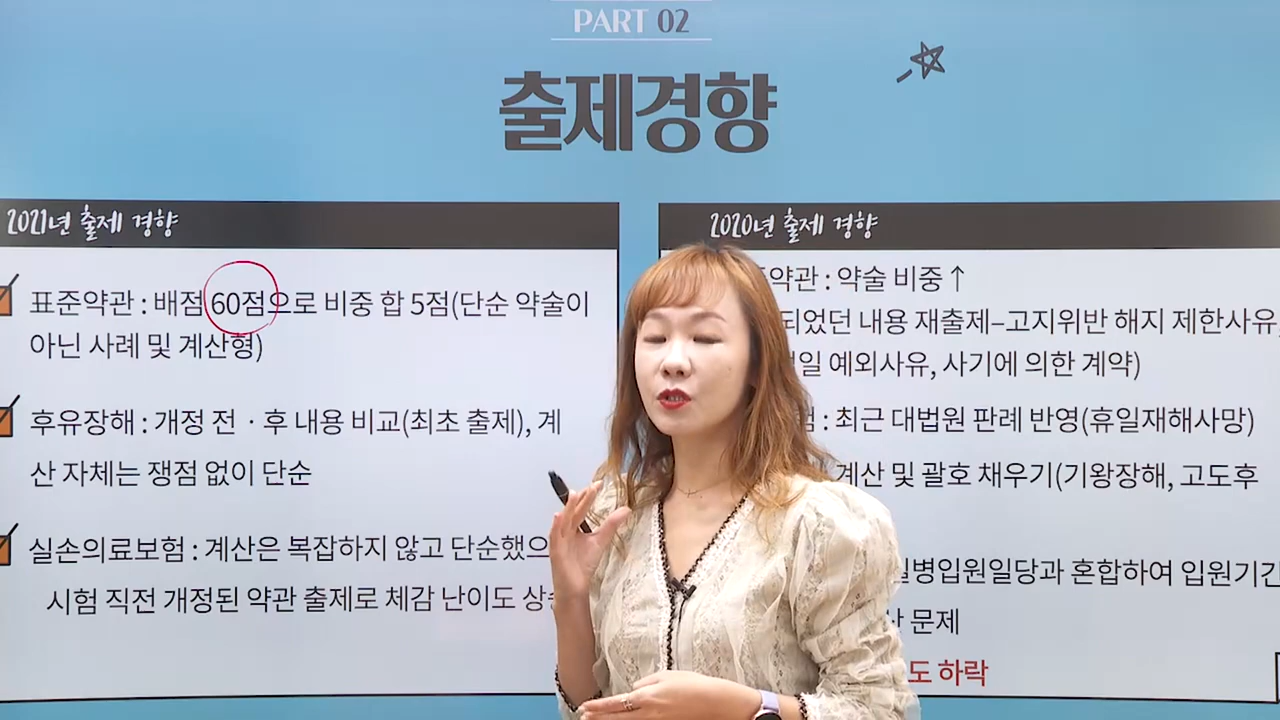 PART 02
출제경향
2021년 출제 경향
표준약관 : 배점 60점으로 비중 합 5점(단순 약술이
아닌 사례 및 계산형)
후유장해 : 개정 전 · 후 내용 비교(최초 출제), 계
산 자체는 쟁점 없이 단순
실손의료보험 : 계산은 복잡하지 않고 단순했으
시험 직전 개정된 약관 출제로 체감 난이도 상승
2020년 출제 경향
약관 : 약술 비중↑
되었던 내용 재출제–고지위반 해지 제한사유,
일 예외사유, 사기에 의한 계약)
: 최근 대법원 판례 반영(휴일재해사망)
계산 및 괄호 채우기(기왕장해, 고도후
질병입원일당과 혼합하여 입원기간
문제
도 하락